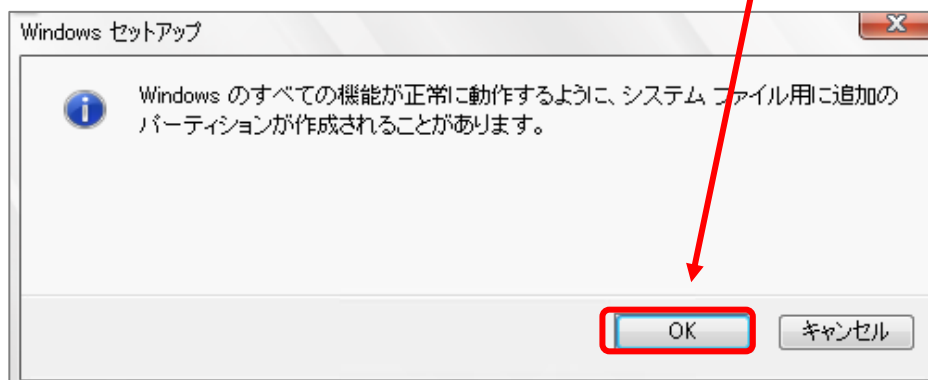 Windows セットアップ
Windows のすべての機能が正常に動作するように、システム ファイル用に追加の
パーティションが作成されることがあります。
OK
キャンセル